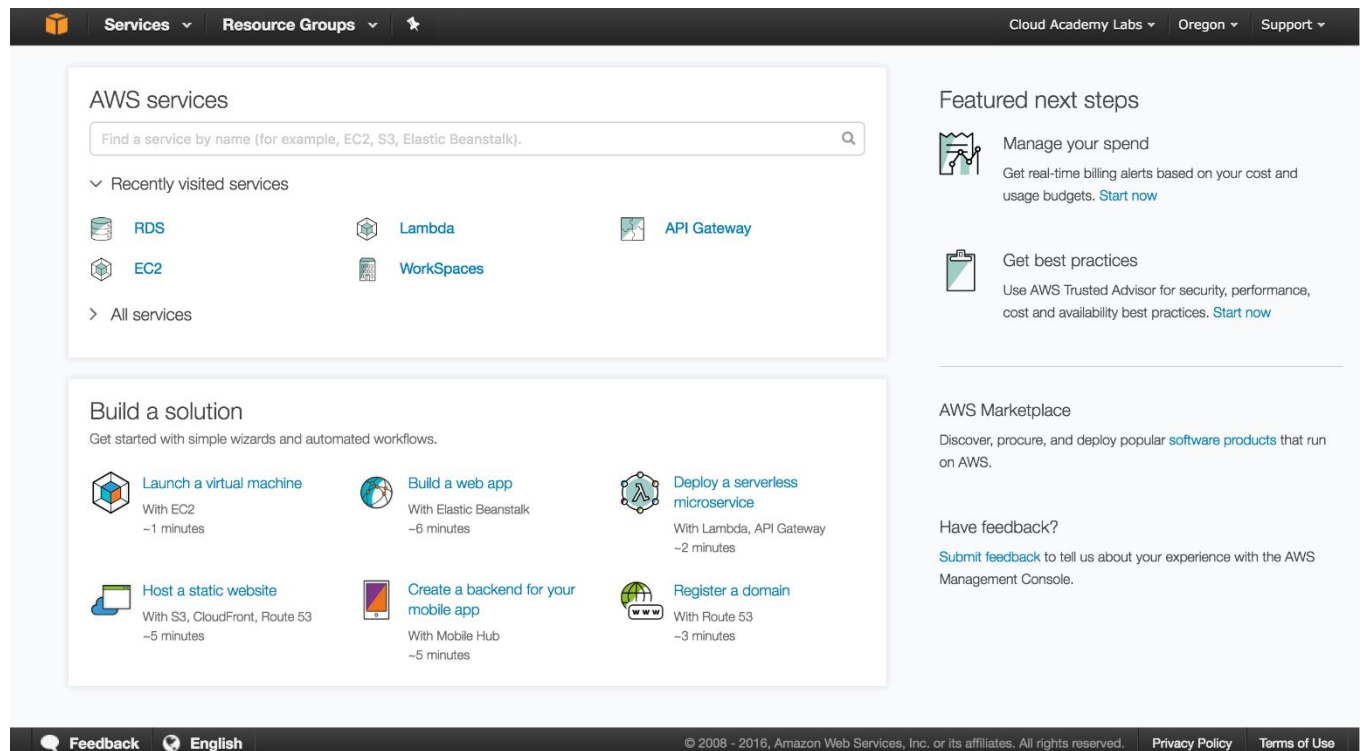 Services
Resource Groups
Cloud Academy Labs
Oregon
Support
AWS services
Find a service by name (for example, EC2, S3, Elastic Beanstalk).
Recently visited services
RDS
Lambda
API Gateway
EC2
WorkSpaces
All services
Build a solution
Get started with simple wizards and automated workflows.
Launch a virtual machine
With EC2
~1 minutes
Build a web app
With Elastic Beanstalk
~6 minutes
Deploy a serverless
microservice
With Lambda, API Gateway
~2 minutes
Host a static website
With S3, CloudFront, Route 53
~5 minutes
Create a backend for your
mobile app
With Mobile Hub
~5 minutes
www
Register a domain
With Route 53
~3 minutes
Featured next steps
Manage your spend
Get real-time billing alerts based on your cost and
usage budgets. Start now
Get best practices
Use AWS Trusted Advisor for security, performance,
cost and availability best practices. Start now
AWS Marketplace
Discover, procure, and deploy popular software products that run
on AWS.
Have feedback?
Submit feedback to tell us about your experience with the AWS
Management Console.
Feedback
English
© 2008 - 2016, Amazon Web Services, Inc. or its affiliates. All rights reserved.
Privacy Policy
Terms of Use